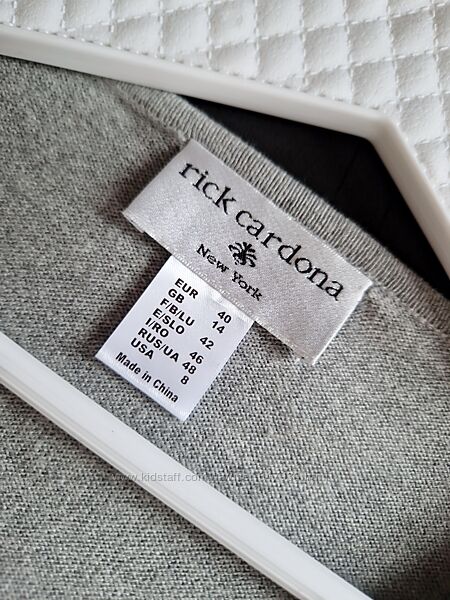 rick cardona
New York
EUR 40
GB 14
F/B/LU 42
E/SLO
I/RO 46
RUS/UA 48
USA 8
Made in China